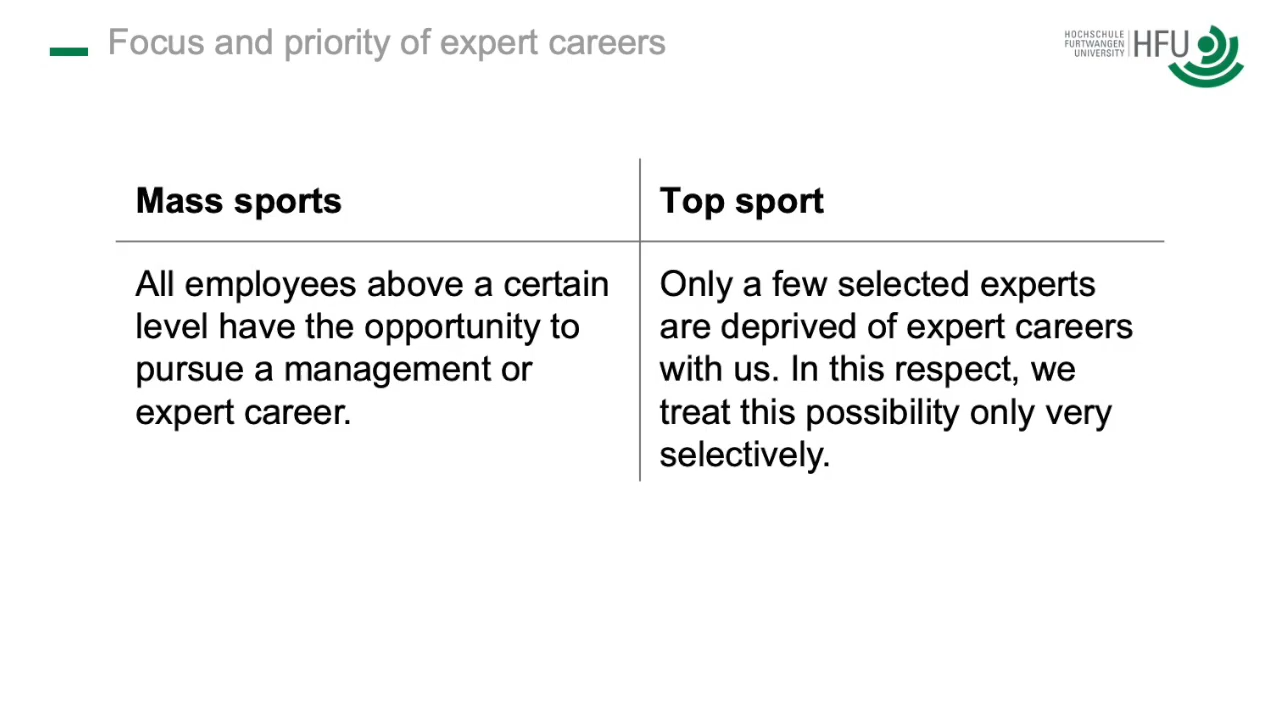 Focus and priority of expert careers
HOCHSCHULE
FURTWANGEN
UNIVERSITY
HFU
Mass sports
Top sport
All employees above a certain
level have the opportunity to
pursue a management or
expert career.
Only a few selected experts
are deprived of expert careers
with us. In this respect, we
treat this possibility only very
selectively.